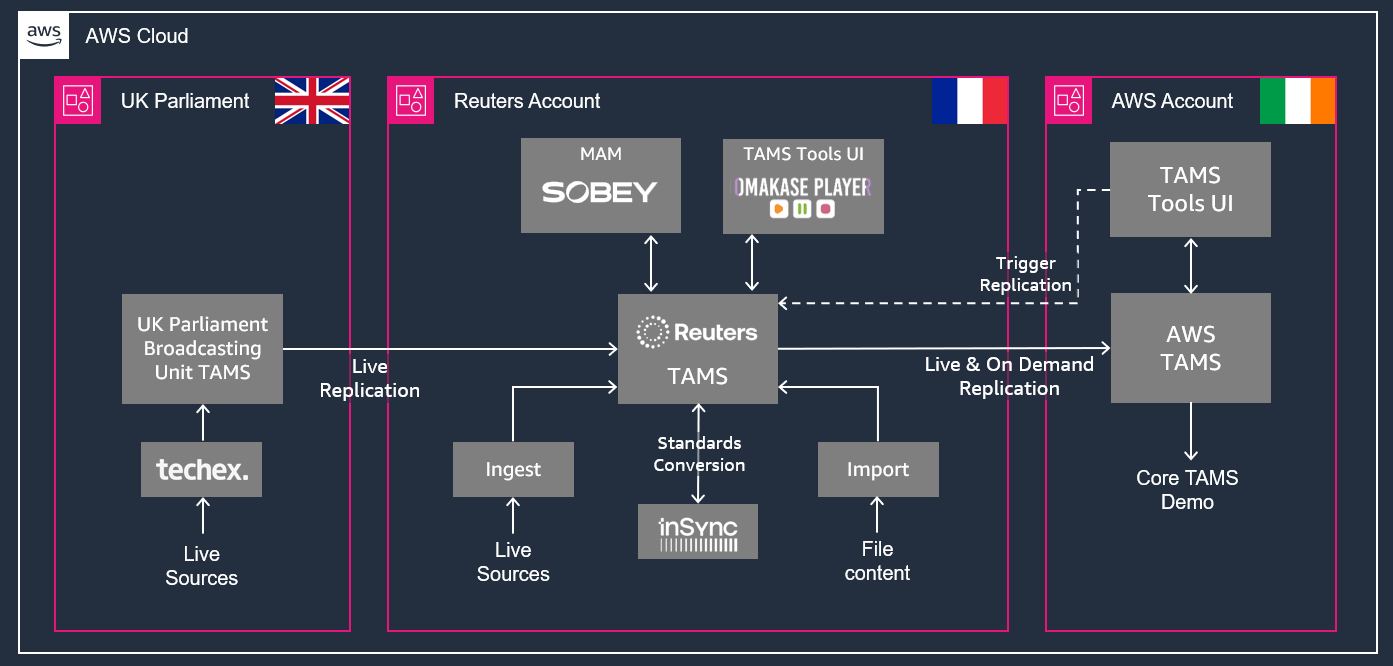 aws
AWS Cloud
UK Parliament
Reuters Account
AWS Account
MAM
SOBEY
TAMS Tools UI
OMAKASE PLAYER
TAMS
Tools UI
Trigger
Replication
UK Parliament
Broadcasting
Unit TAMS
Live
Replication
Reuters
TAMS
Live & On Demand
Replication
AWS
TAMS
techex.
Live
Sources
Ingest
Live
Sources
Standards
Conversion
inSync
Import
File
content
Core TAMS
Demo